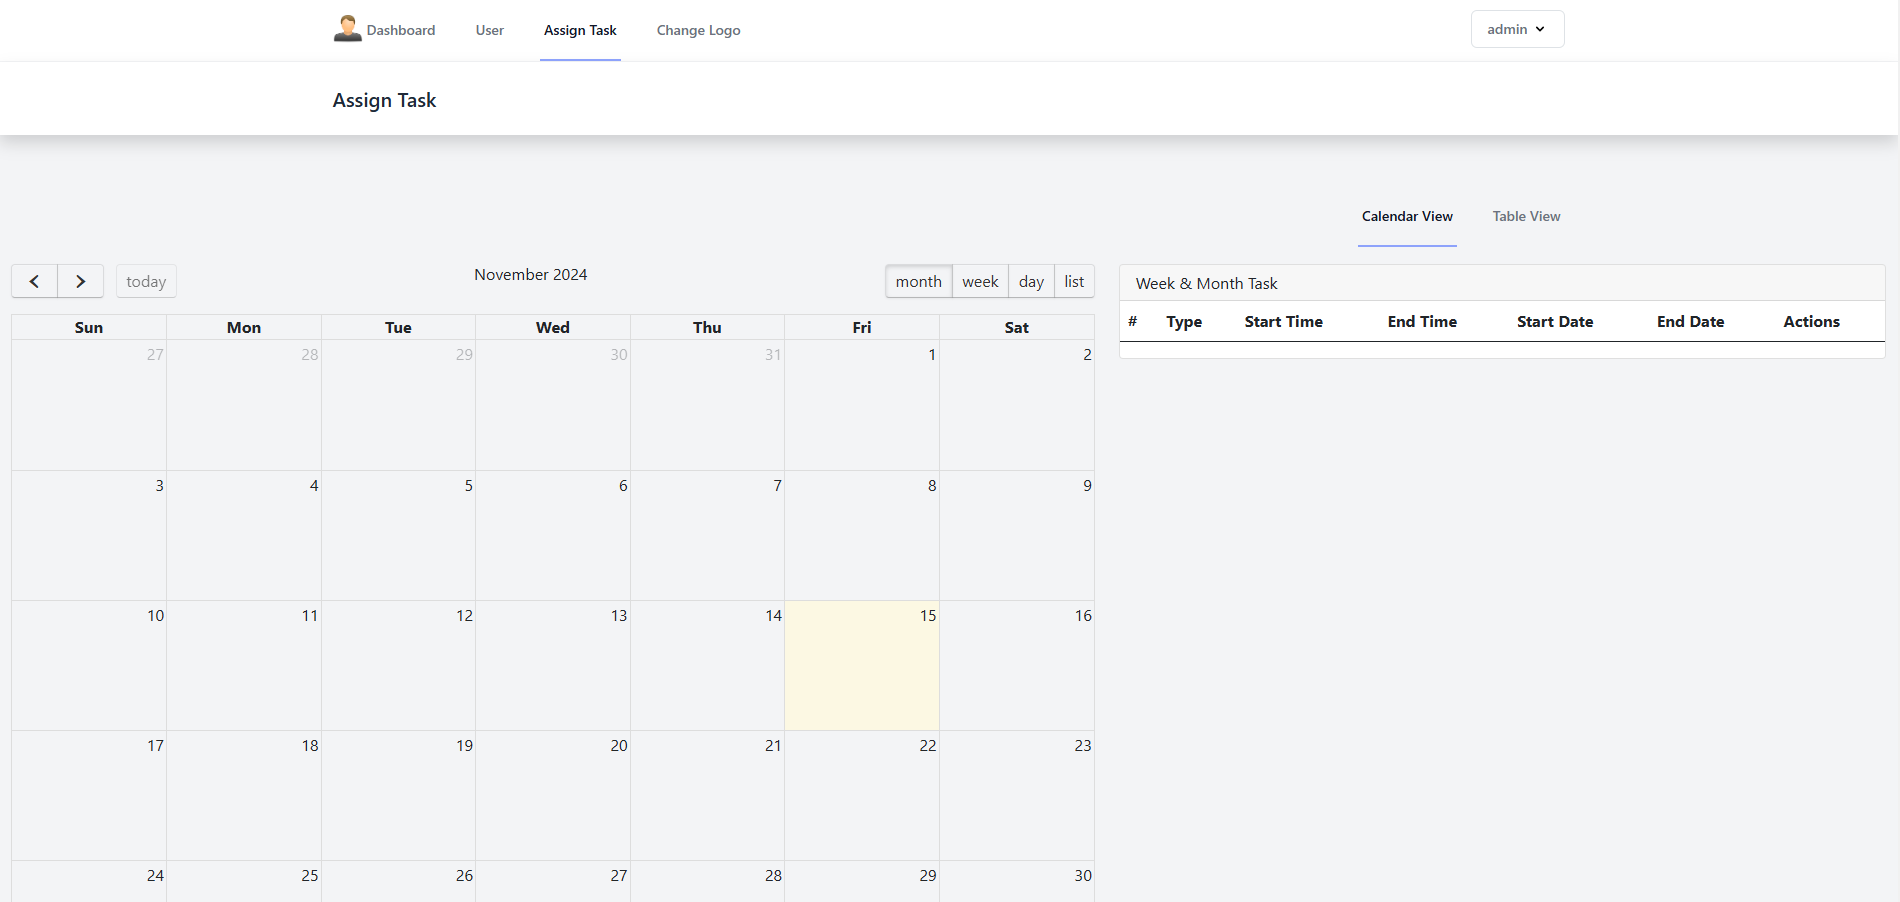 Dashboard User Assign Task Change Logo admin
Assign Task
Calendar View Table View
today November 2024 month week day list
Sun Mon Tue Wed Thu Fri Sat
27 28 29 30 31 1 2
3 4 5 6 7 8 9
10 11 12 13 14 15 16
17 18 19 20 21 22 23
24 25 26 27 28 29 30
Week & Month Task
# Type Start Time End Time Start Date End Date Actions